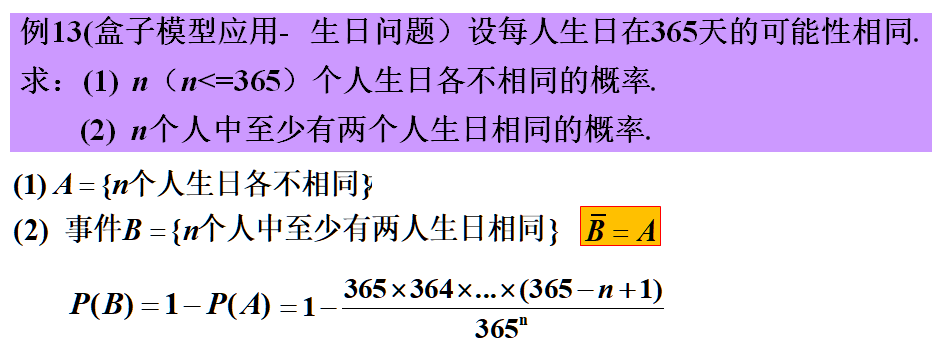 例13(盒子模型应用- 生日问题）设每人生日在365天的可能性相同.
求：(1) n（n<=365）个人生日各不相同的概率.
(2) n个人中至少有两个人生日相同的概率.
(1) A = {n个人生日各不相同}
(2) 事件B = {n个人中至少有两人生日相同} B̅ = A
P(B) = 1 − P(A) = 1 − \frac{365×364×...×(365−n+1)}{365^n}